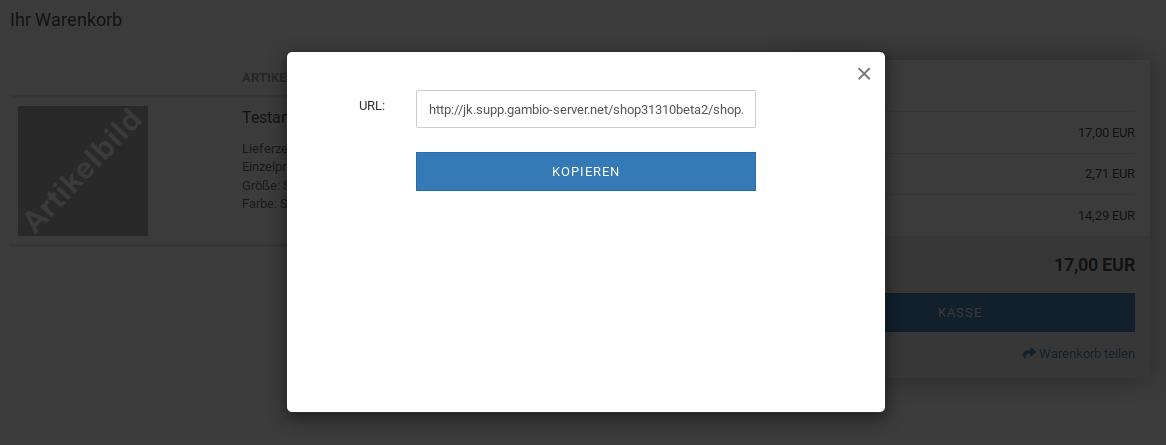 Ihr Warenkorb
ARTIKE
Artikelbild
Testar
Lieferze
Einzelpr
Größe: S
Farbe: S
×
URL:
http://jk.supp.gambio-server.net/shop31310beta2/shop.
KOPIEREN
17,00 EUR
2,71 EUR
14,29 EUR
17,00 EUR
KASSE
Warenkorb teilen